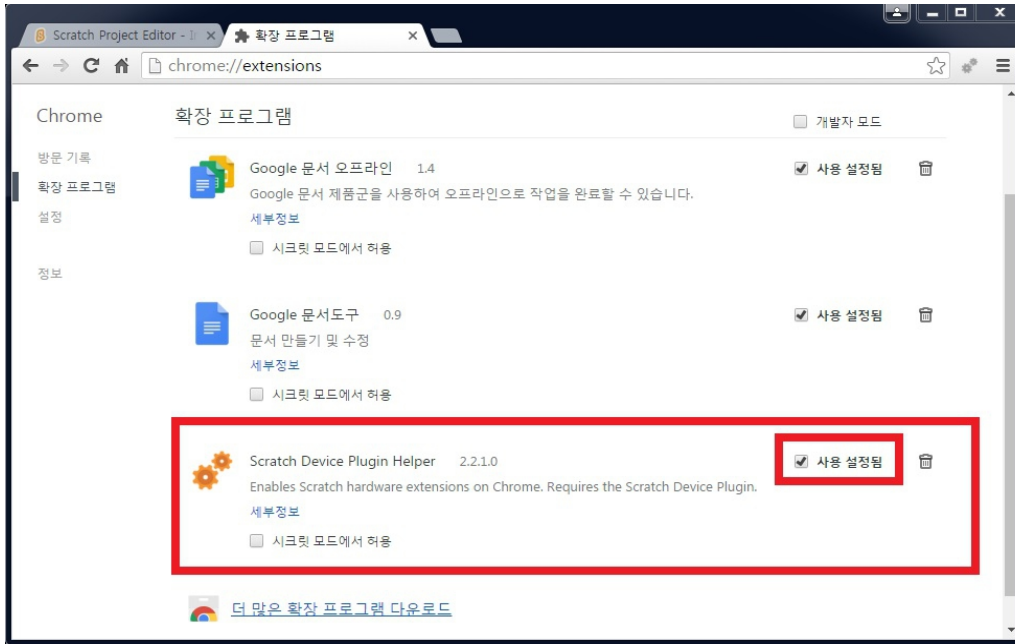 Scratch Project Editor - I
확장 프로그램
chrome://extensions
Chrome
방문 기록
확장 프로그램
설정
정보
확장 프로그램
개발자 모드
Google 문서 오프라인 1.4
사용 설정됨
Google 문서 제품군을 사용하여 오프라인으로 작업을 완료할 수 있습니다.
세부정보
시크릿 모드에서 허용
Google 문서도구 0.9
사용 설정됨
문서 만들기 및 수정
세부정보
시크릿 모드에서 허용
Scratch Device Plugin Helper 2.2.1.0
사용 설정됨
Enables Scratch hardware extensions on Chrome. Requires the Scratch Device Plugin.
세부정보
시크릿 모드에서 허용
더 많은 확장 프로그램 다운로드